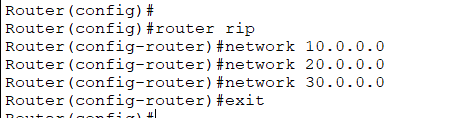 Router(config)#
Router(config)#router rip
Router(config-router)#network 10.0.0.0
Router(config-router)#network 20.0.0.0
Router(config-router)#network 30.0.0.0
Router(config-router)#exit
Router(config)#